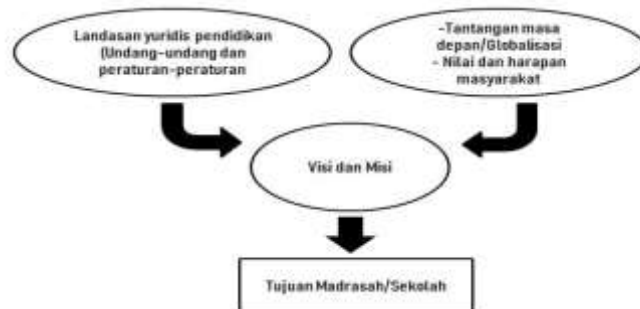 Landasan yuridis pendidikan
(Undang-undang dan
peraturan-peraturan
-Tantangan masa
depan/Globalisasi
- Nilai dan harapan
masyarakat
Visi dan Misi
Tujuan Madrasah/Sekolah